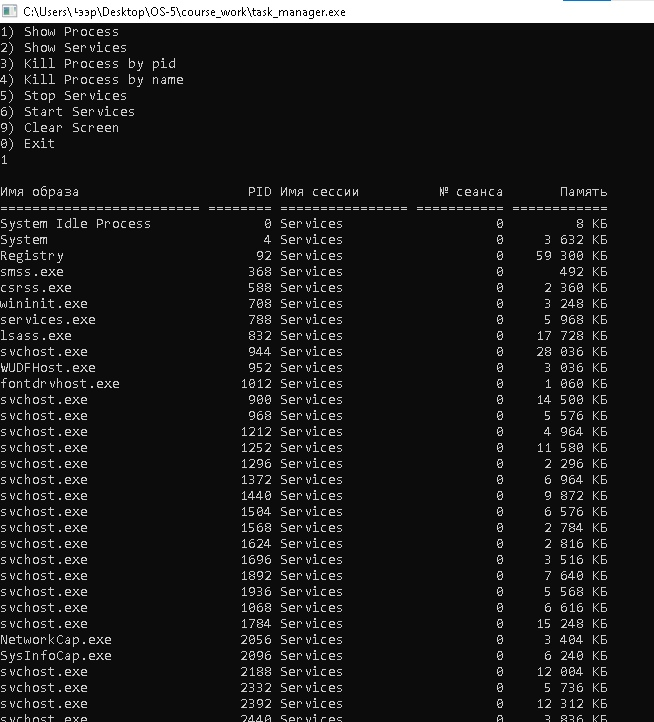 C:\Users\ \Desktop\OS-5\course_work\task_manager.exe
1) Show Process
2) Show Services
3) Kill Process by pid
4) Kill Process by name
5) Stop Services
6) Start Services
9) Clear Screen
0) Exit
1
Имя образа PID Имя сессии № сеанса Память
========================= ======== ================ =========== ============
System Idle Process 0 Services 0 8 КБ
System 4 Services 0 3 632 КБ
Registry 92 Services 0 59 300 КБ
smss.exe 368 Services 0 492 КБ
csrss.exe 588 Services 0 2 360 КБ
wininit.exe 708 Services 0 3 248 КБ
services.exe 788 Services 0 5 968 КБ
lsass.exe 832 Services 0 17 728 КБ
svchost.exe 944 Services 0 28 036 КБ
WUDFHost.exe 952 Services 0 3 036 КБ
fontdrvhost.exe 1012 Services 0 1 060 КБ
svchost.exe 900 Services 0 14 500 КБ
svchost.exe 968 Services 0 5 576 КБ
svchost.exe 1212 Services 0 4 964 КБ
svchost.exe 1252 Services 0 11 580 КБ
svchost.exe 1296 Services 0 2 296 КБ
svchost.exe 1372 Services 0 6 964 КБ
svchost.exe 1440 Services 0 9 872 КБ
svchost.exe 1504 Services 0 6 576 КБ
svchost.exe 1568 Services 0 2 784 КБ
svchost.exe 1624 Services 0 2 816 КБ
svchost.exe 1696 Services 0 3 516 КБ
svchost.exe 1892 Services 0 7 640 КБ
svchost.exe 1936 Services 0 5 568 КБ
svchost.exe 1068 Services 0 6 616 КБ
svchost.exe 1784 Services 0 15 248 КБ
NetworkCap.exe 2056 Services 0 3 404 КБ
SysInfoCap.exe 2096 Services 0 6 240 КБ
svchost.exe 2188 Services 0 12 004 КБ
svchost.exe 2332 Services 0 5 736 КБ
svchost.exe 2392 Services 0 12 312 КБ
svchost.exe 2440 Services 0 3 836 КБ